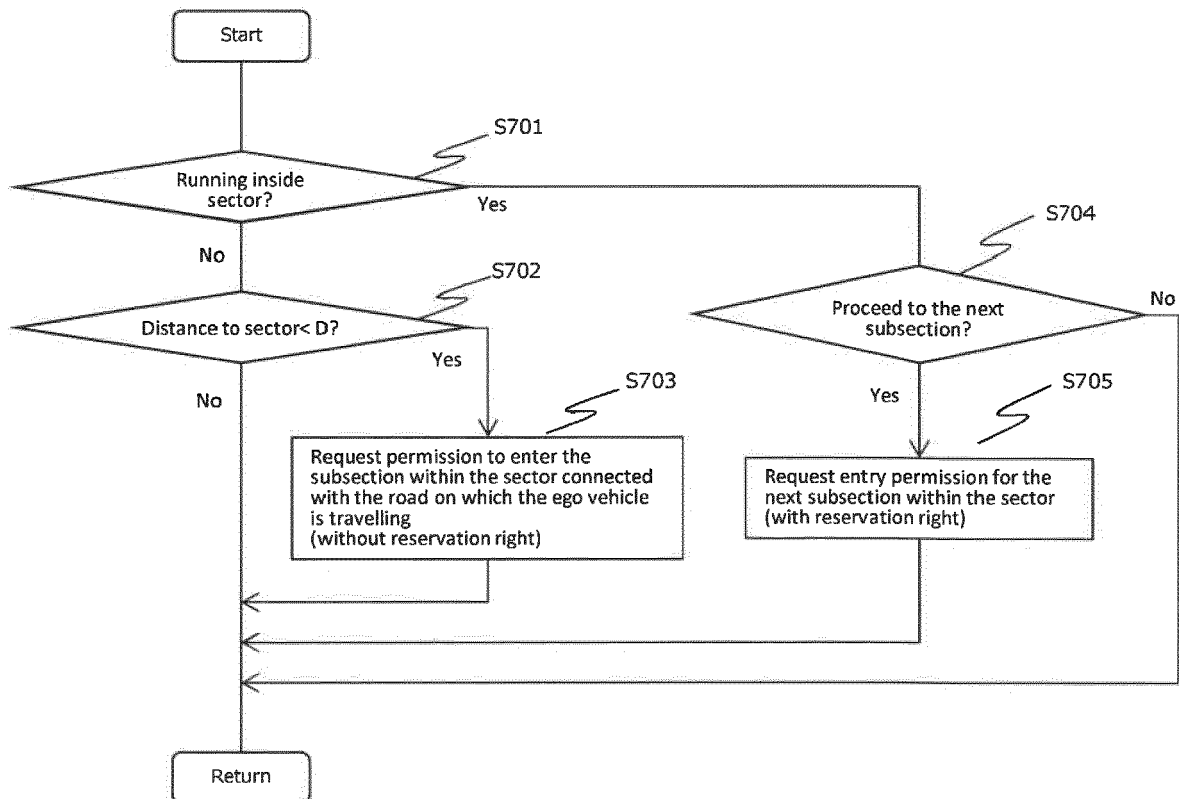 Start
S701
Running inside
sector?
Yes
S704
No
S702
Proceed to the next
subsection?
No
Distance to sector< D?
Yes
S703
Yes
S705
No
Request permission to enter the
subsection within the sector connected
with the road on which the ego vehicle
is travelling
(without reservation right)
Request entry permission for the
next subsection within the sector
(with reservation right)
Return